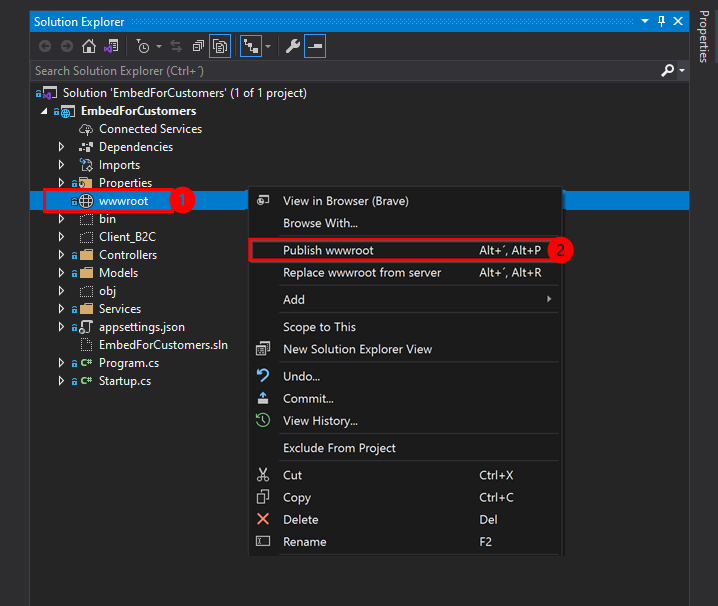 Solution Explorer
Properties
Search Solution Explorer (Ctrl+´)
Solution 'EmbedForCustomers' (1 of 1 project)
EmbedForCustomers
Connected Services
Dependencies
Imports
Properties
wwwroot 1
bin
Client_B2C
Controllers
Models
obj
Services
appsettings.json
EmbedForCustomers.sln
Program.cs
Startup.cs
View in Browser (Brave)
Browse With...
Publish wwwroot Alt+´, Alt+P 2
Replace wwwroot from server Alt+´, Alt+R
Add
Scope to This
New Solution Explorer View
Undo...
Commit...
View History...
Exclude From Project
Cut Ctrl+X
Copy Ctrl+C
Delete Del
Rename F2